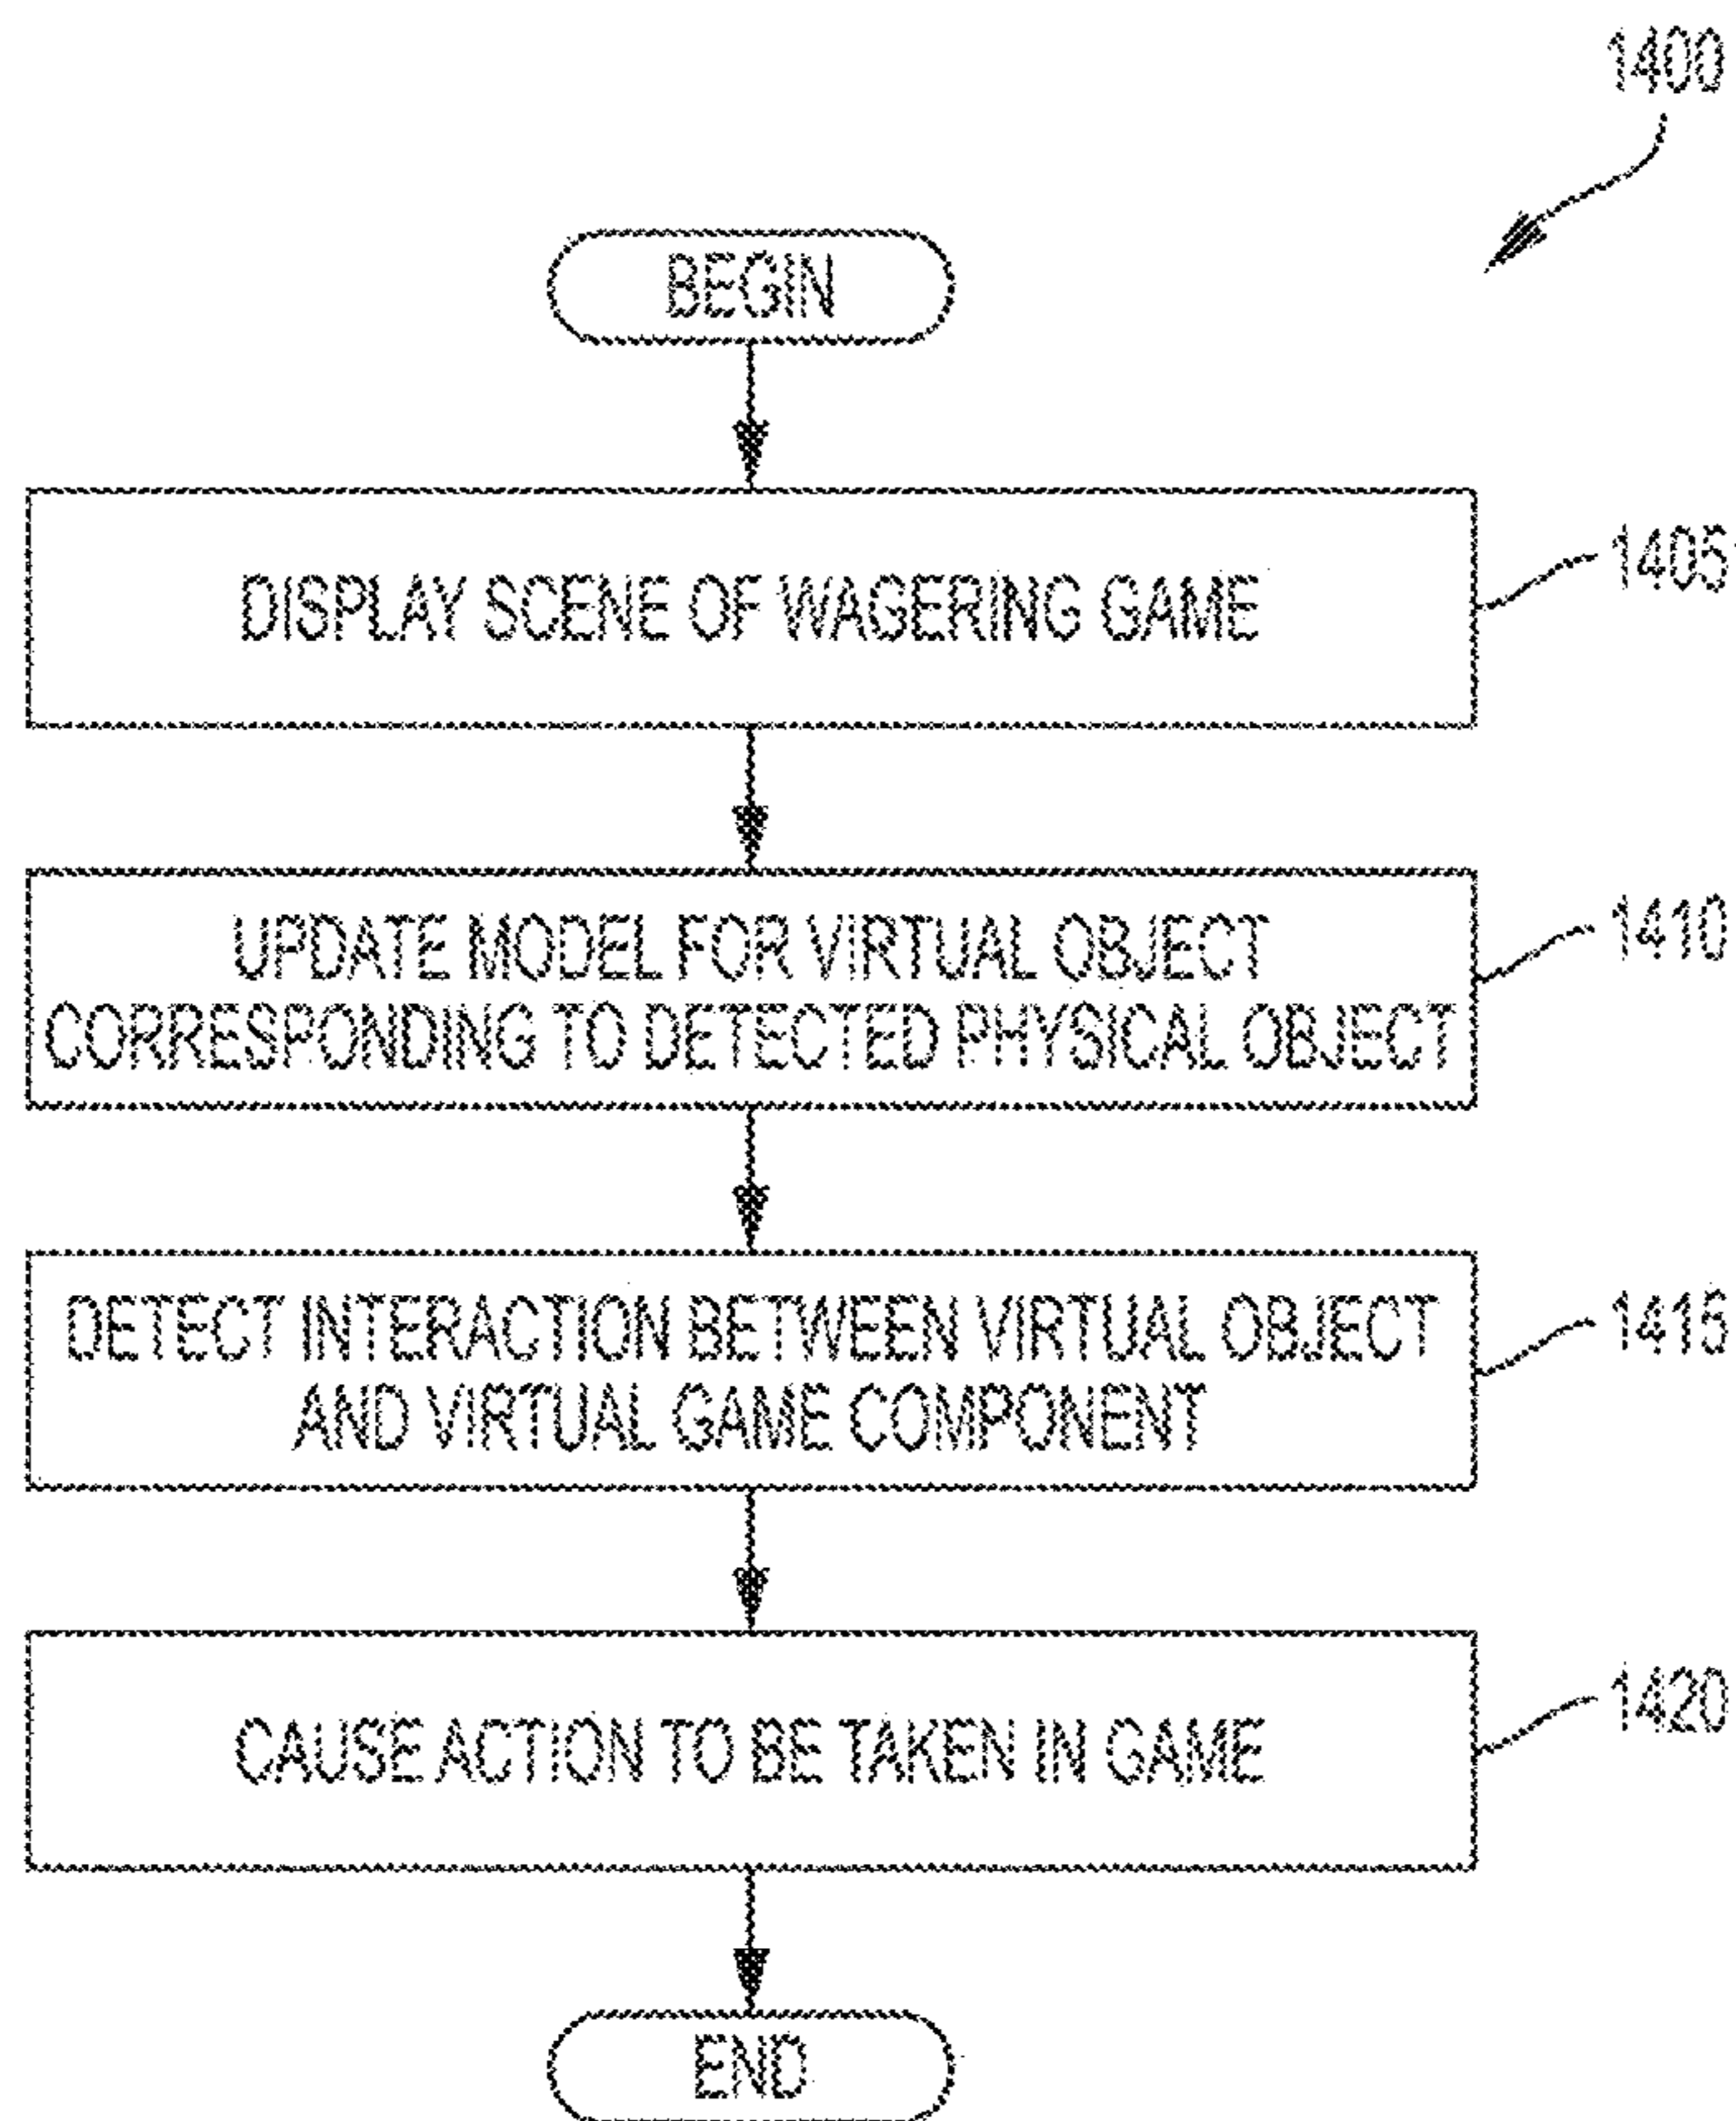 1400
BEGIN
DISPLAY SCENE OF WAGERING GAME
1405
UPDATE MODEL FOR VIRTUAL OBJECT
CORRESPONDING TO DETECTED PHYSICAL OBJECT
1410
DETECT INTERACTION BETWEEN VIRTUAL OBJECT
AND VIRTUAL GAME COMPONENT
1415
CAUSE ACTION TO BE TAKEN IN GAME
1420
END